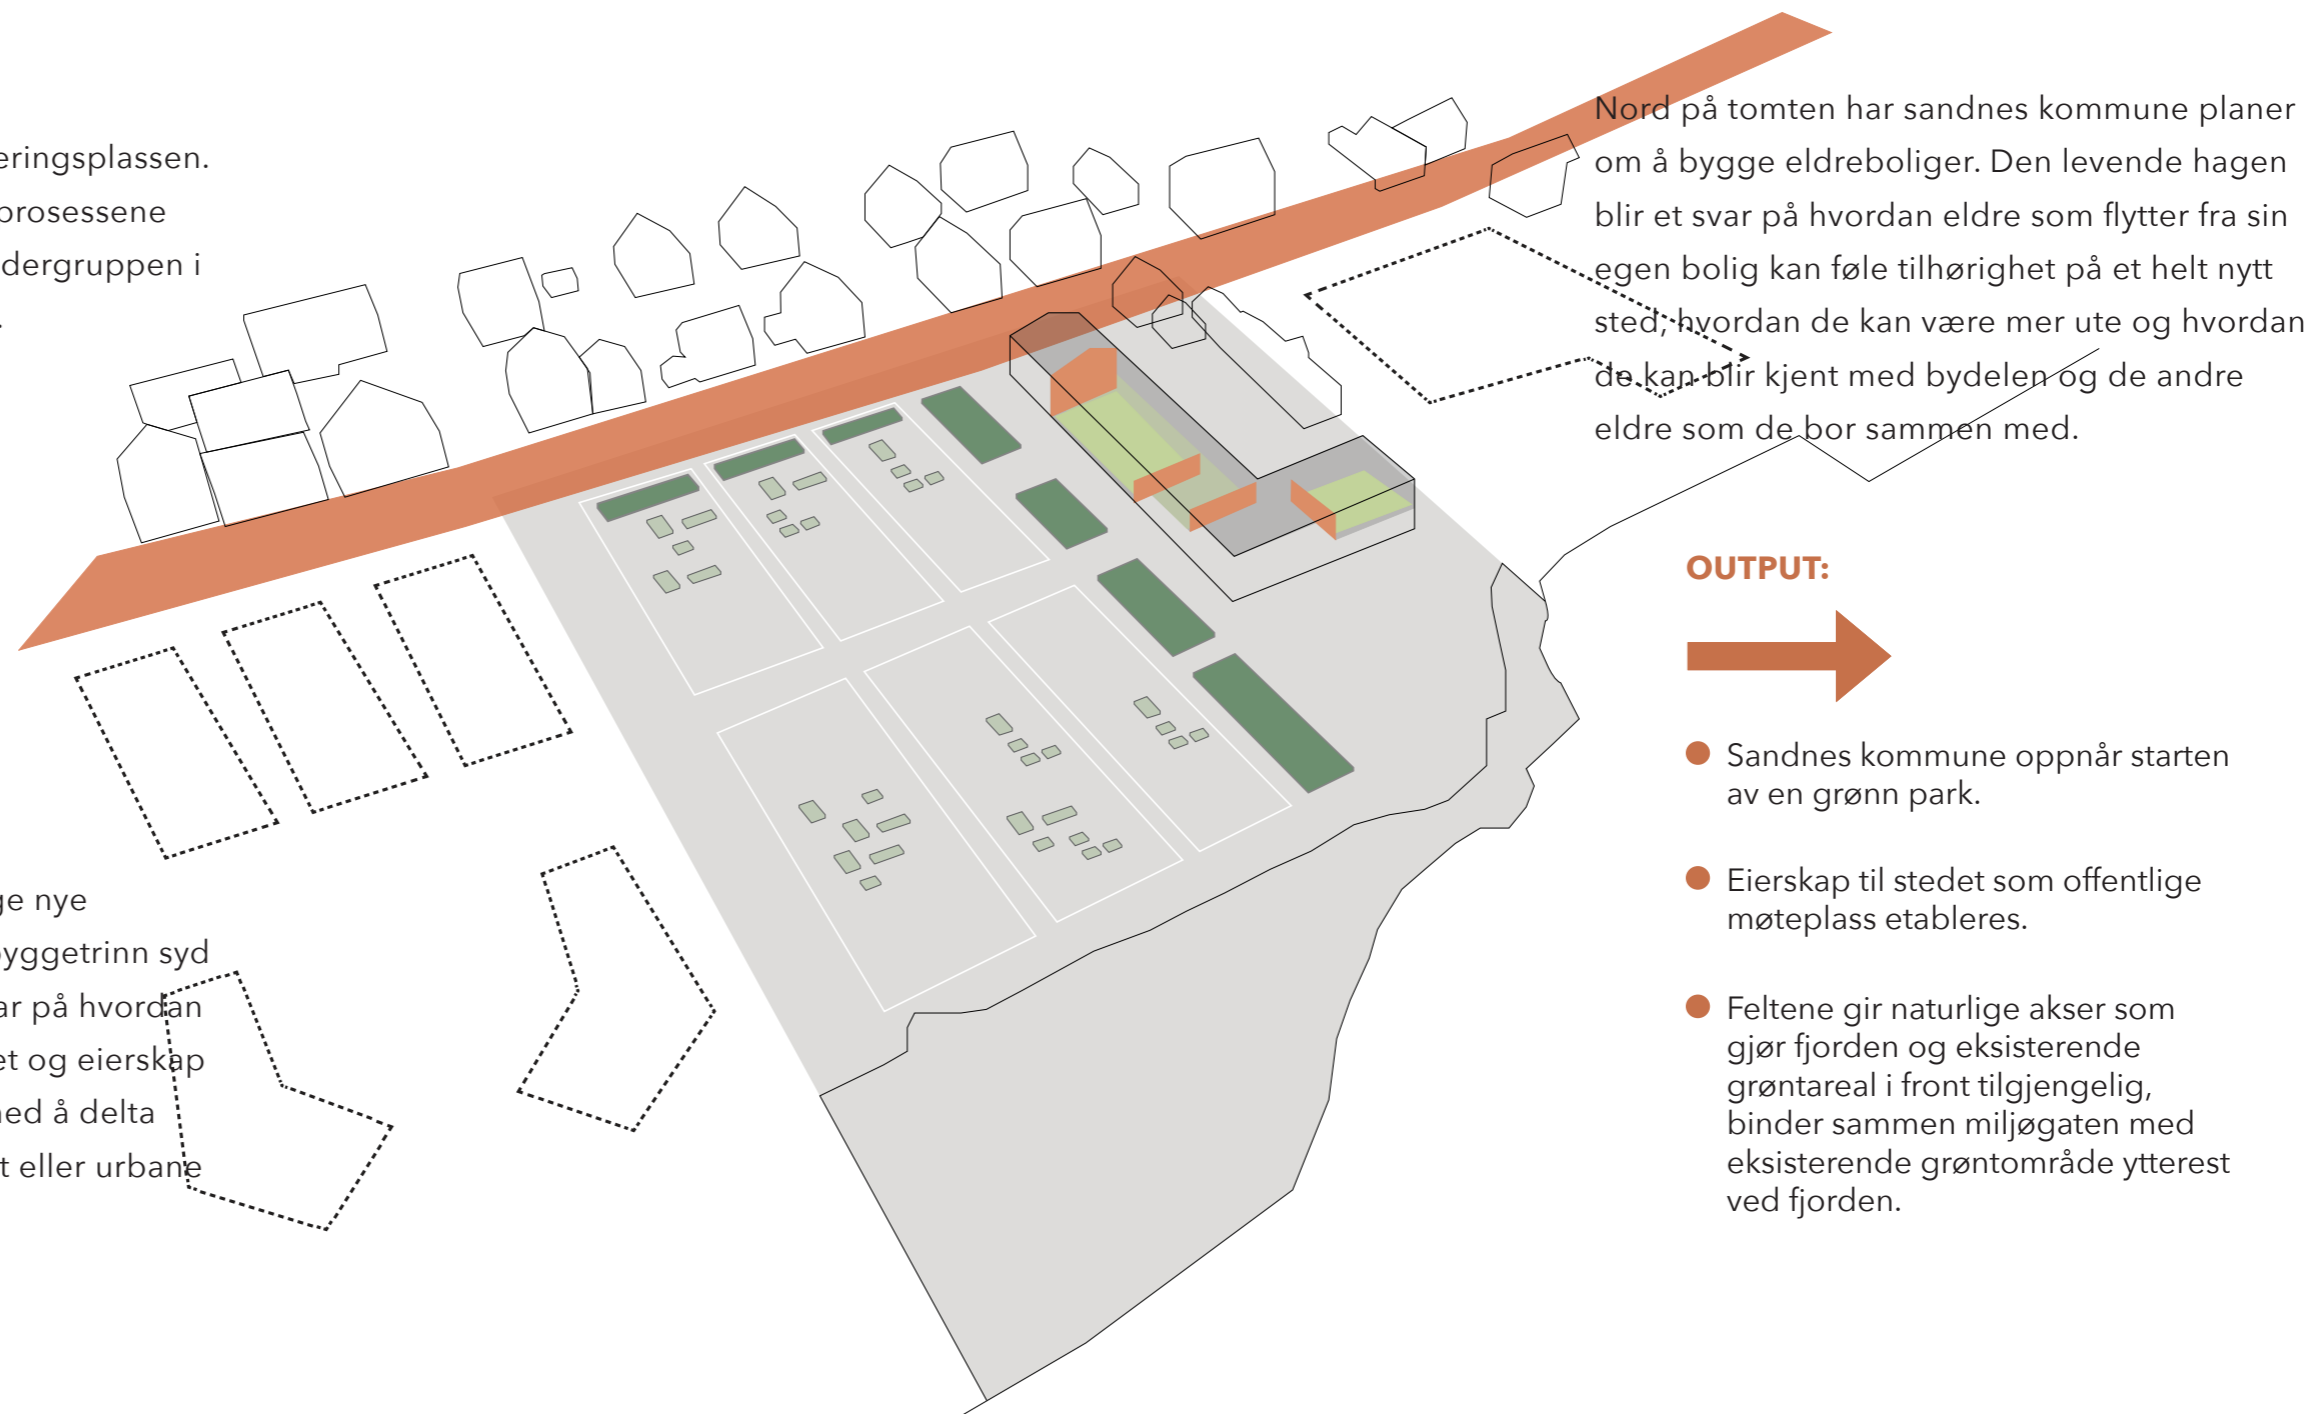 eringsplassen.
prosessene
dergruppen i
.
ge nye
byggetrinn syd
ar på hvordan
et og eierskap
ned å delta
t eller urbane
Nord på tomten har sandnes kommune planer
om å bygge eldreboliger. Den levende hagen
blir et svar på hvordan eldre som flytter fra sin
egen bolig kan føle tilhørighet på et helt nytt
sted, hvordan de kan være mer ute og hvordan
de kan blir kjent med bydelen og de andre
eldre som de bor sammen med.
OUTPUT:
Sandnes kommune oppnår starten
av en grønn park.
Eierskap til stedet som offentlige
møteplass etableres.
Feltene gir naturlige akser som
gjør fjorden og eksisterende
grøntareal i front tilgjengelig,
binder sammen miljøgaten med
eksisterende grøntområde ytterest
ved fjorden.